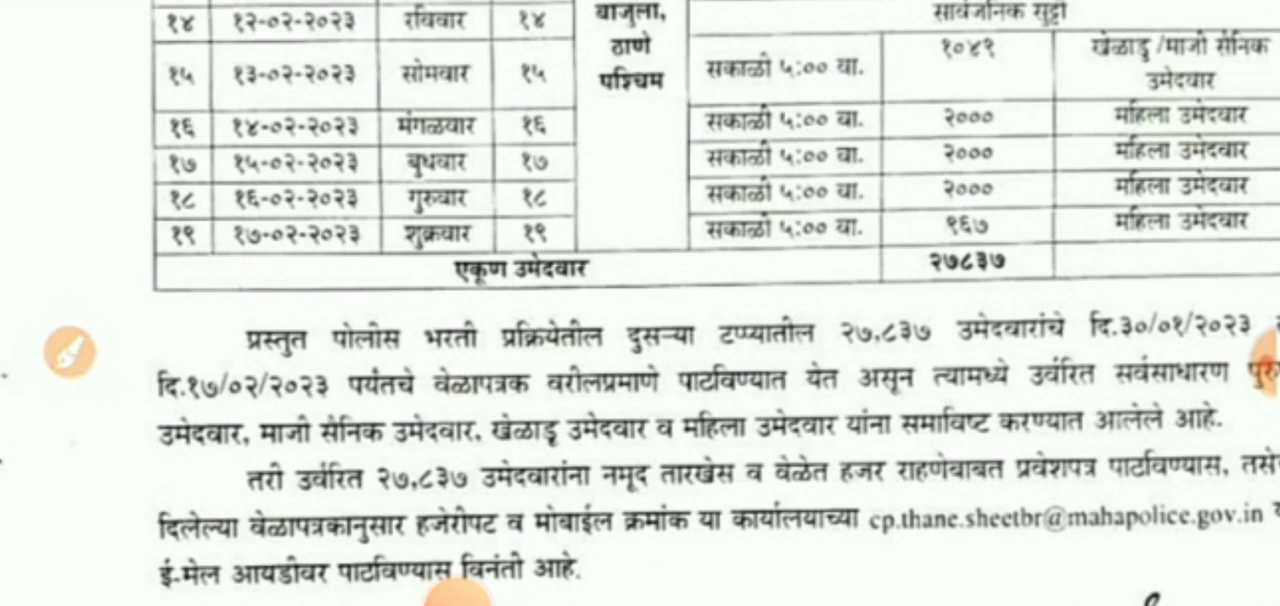 १४ १२-०२-२०२३ रविवार १४ बाजुला, सार्वजनिक सुट्टी
१५ १३-०२-२०२३ सोमवार १५ ठाणे पश्चिम सकाळी ५:०० वा. १०४९ खेळाडु /माजी सैनिक उमेदवार
१६ १४-०२-२०२३ मंगळवार १६ सकाळी ५:०० वा. २००० महिला उमेदवार
१७ १५-०२-२०२३ बुधवार १७ सकाळी ५:०० वा. २००० महिला उमेदवार
१८ १६-०२-२०२३ गुरुवार १८ सकाळी ५:०० वा. २००० महिला उमेदवार
१९ १७-०२-२०२३ शुक्रवार १९ सकाळी ५:०० वा. ९६७ महिला उमेदवार
एकूण उमेदवार २७८३७
प्रस्तुत पोलीस भरती प्रक्रियेतील दुसऱ्या टप्यातील २७,८३७ उमेदवारांचे दि.३०/०१/२०२३
दि.१७/०२/२०२३ पर्यंतचे वेळापत्रक वरीलप्रमाणे पाठविण्यात येत असून त्यामध्ये उर्वरित सर्वसाधारण
उमेदवार, माजी सैनिक उमेदवार, खेळाडू उमेदवार व महिला उमेदवार यांना समाविष्ट करण्यात आलेले आहे.
तरी उर्वरित २७,८३७ उमेदवारांना नमूद तारखेस व वेळेत हजर राहणेबाबत प्रवेशपत्र पाठविण्यास,
दिलेल्या वेळापत्रकानुसार हजेरीपट व मोबाईल क्रमांक या कार्यालयाच्या cp.thane.sheetbr@mahapolice.gov.in
ई-मेल आयडीवर पाठविण्यास विनंती आहे.